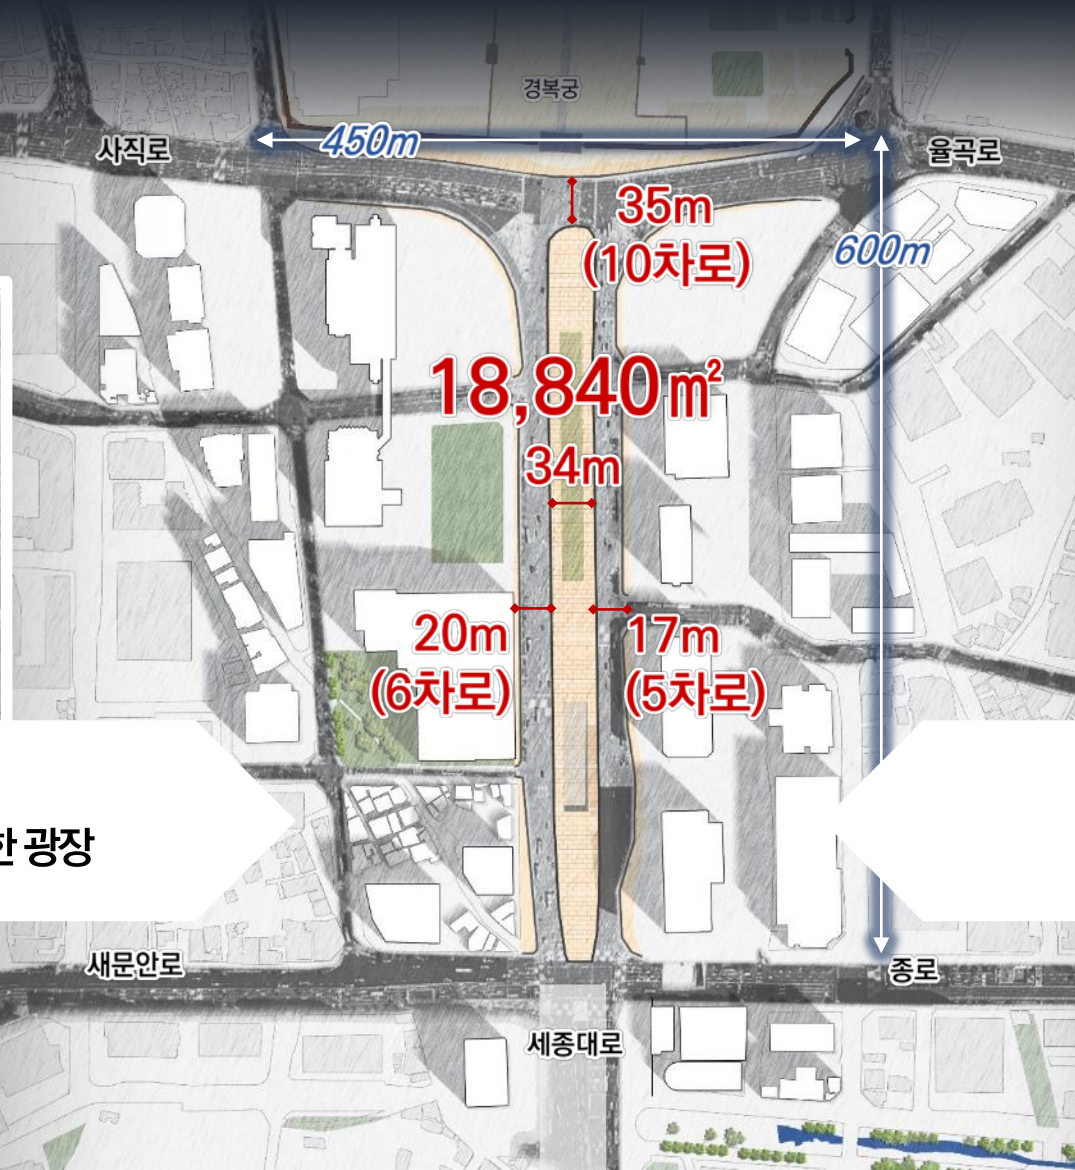 경복궁
사직로
450m
율곡로
35m
(10차로)
600m
18,840㎡
34m
20m
(6차로)
17m
(5차로)
한 광장
새문안로
종로
세종대로